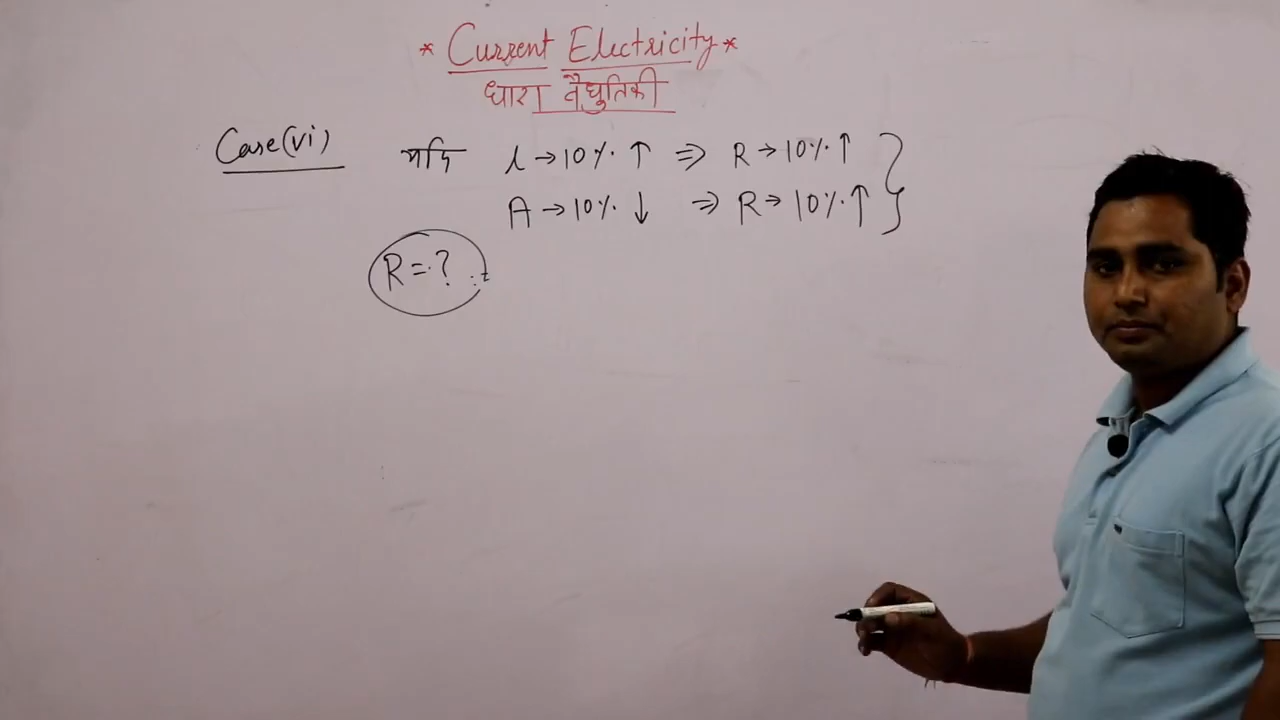 * Current Electricity *
धारा वैद्युतिकी
Case(vi) यदि l → 10% ↑ ⇒ R → 10% ↑
A → 10% ↓ ⇒ R → 10% ↑
R = ?